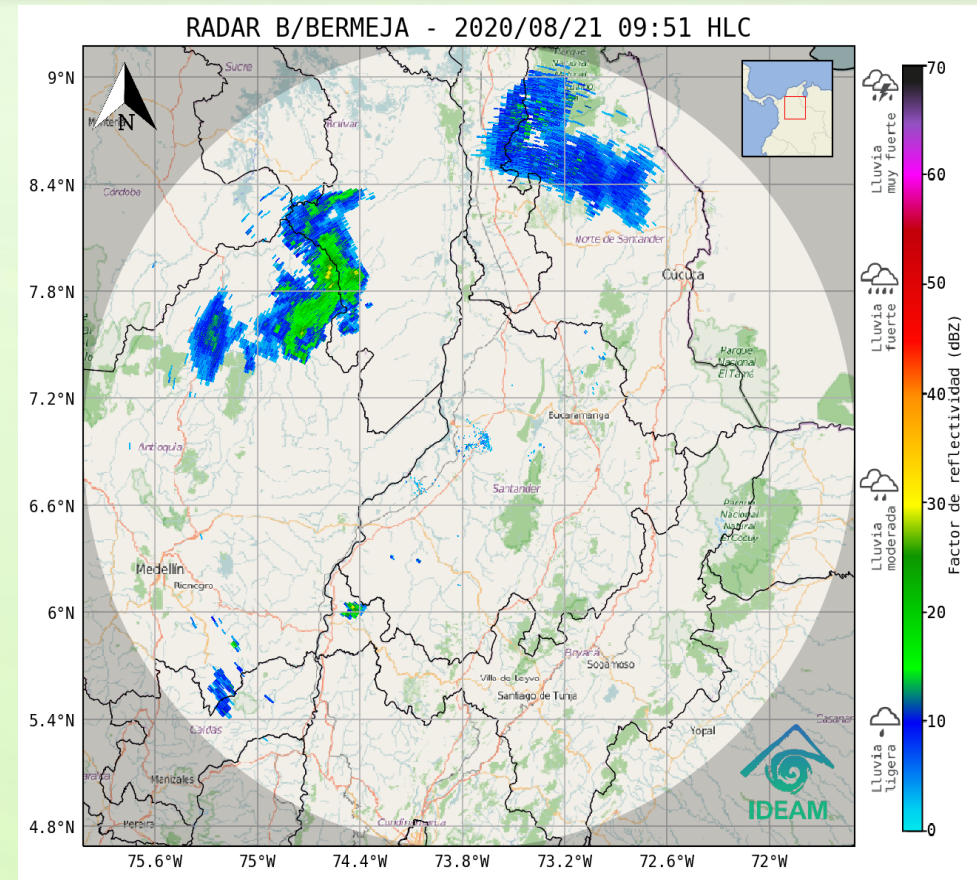 RADAR B/BERMEJA - 2020/08/21 09:51 HLC
9°N
8.4°N
7.8°N
7.2°N
6.6°N
6°N
5.4°N
4.8°N
75.6°W
75°W
74.4°W
73.8°W
73.2°W
72.6°W
72°W
N
Sucre
Bolívar
Córdoba
Norte de Santander
Cúcuta
Parque
Nacional
El Tamá
Bucaramanga
Antioquia
Santander
Parque
Nacional
Natural
El Cocuy
Medellín
Rionegro
Boyacá
Sogamoso
Villa de Leyva
Santiago de Tunja
Caldas
Yopal
Casanare
Manizales
Pereira
IDEAM
70
60
50
40
30
20
10
0
Lluvia
muy fuerte
Lluvia
fuerte
Lluvia
moderada
Lluvia
ligera
Factor de reflectividad (dBZ)